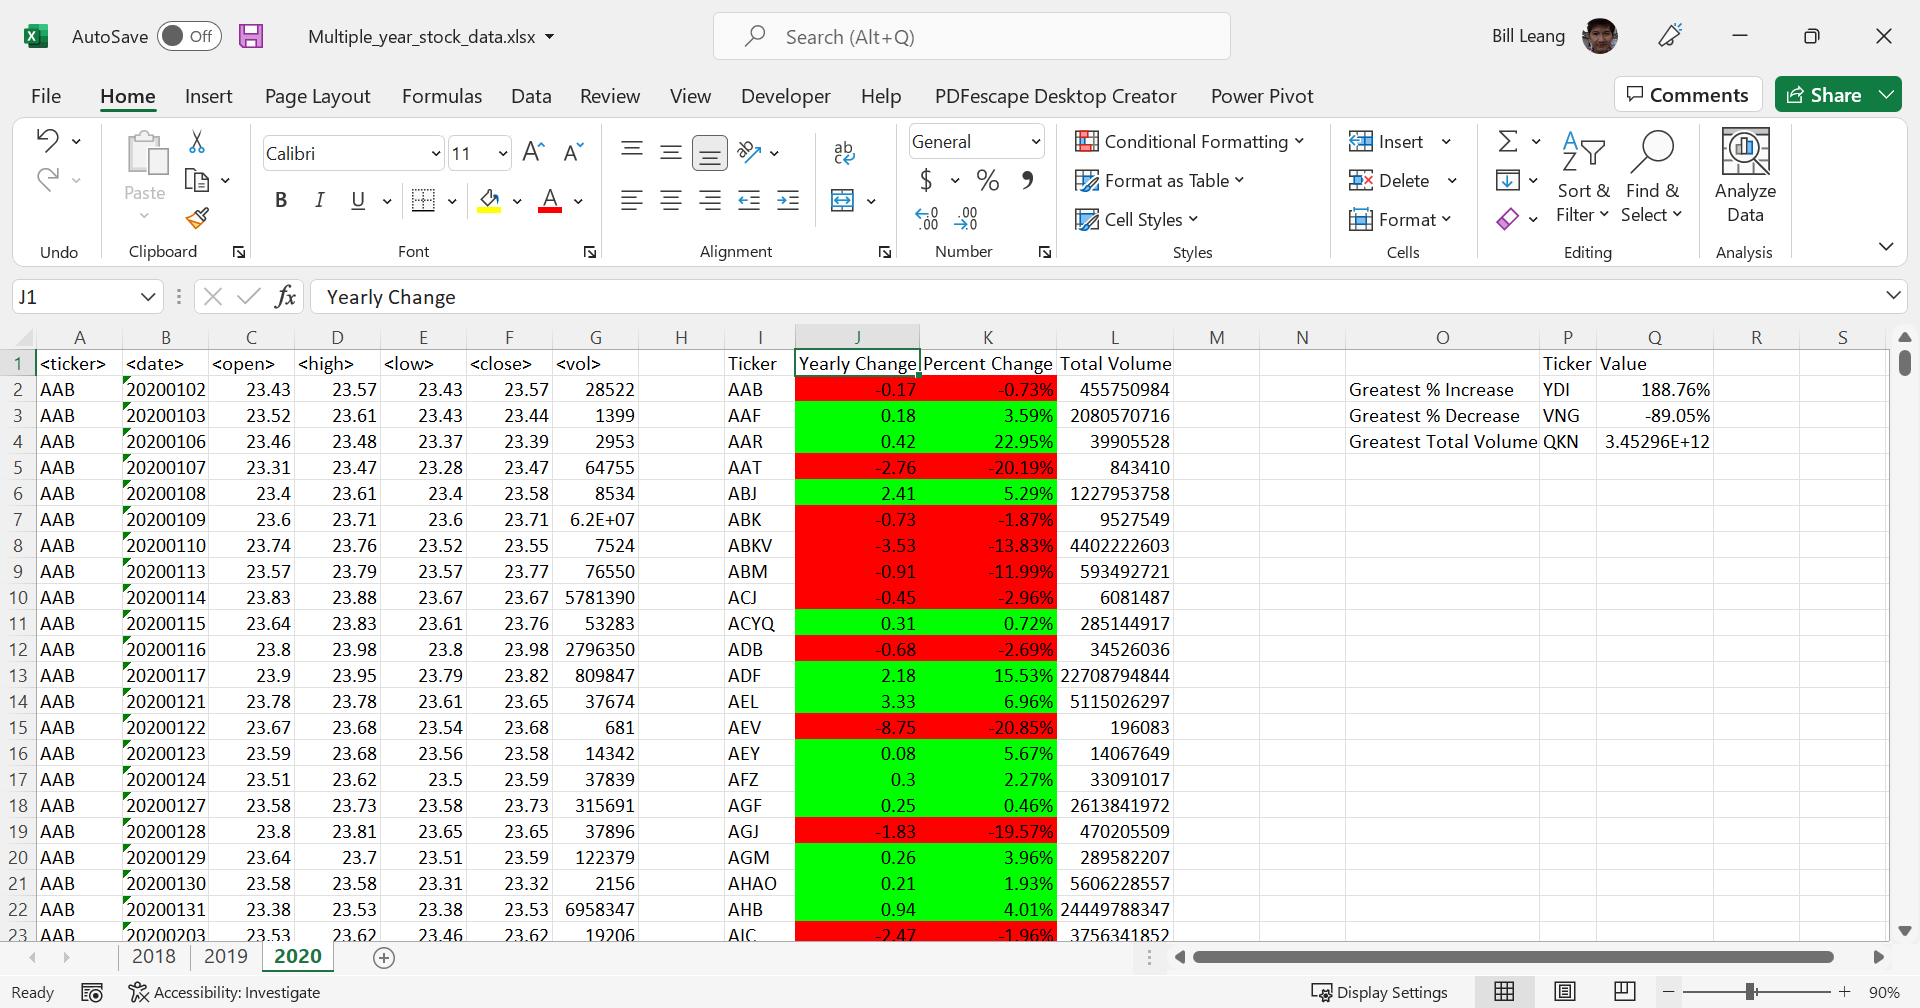 AutoSave Off Multiple_year_stock_data.xlsx Search (Alt+Q) Bill Leang
File Home Insert Page Layout Formulas Data Review View Developer Help PDFescape Desktop Creator Power Pivot Comments Share
Paste
Calibri 11
B I U
General
Conditional Formatting
Format as Table
Cell Styles
Insert
Delete
Format
Sort & Filter
Find & Select
Analyze Data
Undo Clipboard Font Alignment Number Styles Cells Editing Analysis
J1 fx Yearly Change
A B C D E F G H I J K L M N O P Q R S
1 <ticker> <date> <open> <high> <low> <close> <vol> Ticker Yearly Change Percent Change Total Volume Ticker Value
2 AAB 20200102 23.43 23.57 23.43 23.57 28522 AAB -0.17 -0.73% 455750984 Greatest % Increase YDI 188.76%
3 AAB 20200103 23.52 23.61 23.43 23.44 1399 AAF 0.18 3.59% 2080570716 Greatest % Decrease VNG -89.05%
4 AAB 20200106 23.46 23.48 23.37 23.39 2953 AAR 0.42 22.95% 39905528 Greatest Total Volume QKN 3.45296E+12
5 AAB 20200107 23.31 23.47 23.28 23.47 64755 AAT -2.76 -20.19% 843410
6 AAB 20200108 23.4 23.61 23.4 23.58 8534 ABJ 2.41 5.29% 1227953758
7 AAB 20200109 23.6 23.71 23.6 23.71 6.2E+07 ABK -0.73 -1.87% 9527549
8 AAB 20200110 23.74 23.76 23.52 23.55 7524 ABKV -3.53 -13.83% 4402222603
9 AAB 20200113 23.57 23.79 23.57 23.77 76550 ABM -0.91 -11.99% 593492721
10 AAB 20200114 23.83 23.88 23.67 23.67 5781390 ACJ -0.45 -2.96% 6081487
11 AAB 20200115 23.64 23.83 23.61 23.76 53283 ACYQ 0.31 0.72% 285144917
12 AAB 20200116 23.8 23.98 23.8 23.98 2796350 ADB -0.68 -2.69% 34526036
13 AAB 20200117 23.9 23.95 23.79 23.82 809847 ADF 2.18 15.53% 22708794844
14 AAB 20200121 23.78 23.78 23.61 23.65 37674 AEL 3.33 6.96% 5115026297
15 AAB 20200122 23.67 23.68 23.54 23.68 681 AEV -8.75 -20.85% 196083
16 AAB 20200123 23.59 23.68 23.56 23.58 14342 AEY 0.08 5.67% 14067649
17 AAB 20200124 23.51 23.62 23.5 23.59 37839 AFZ 0.3 2.27% 33091017
18 AAB 20200127 23.58 23.73 23.58 23.73 315691 AGF 0.25 0.46% 2613841972
19 AAB 20200128 23.8 23.81 23.65 23.65 37896 AGJ -1.83 -19.57% 470205509
20 AAB 20200129 23.64 23.7 23.51 23.59 122379 AGM 0.26 3.96% 289582207
21 AAB 20200130 23.58 23.58 23.31 23.32 2156 AHAO 0.21 1.93% 5606228557
22 AAB 20200131 23.38 23.53 23.38 23.53 6958347 AHB 0.94 4.01% 24449788347
23 AAB 20200203 23.53 23.62 23.46 23.62 19206 AIC -2.47 -1.96% 3756341852
2018 2019 2020
Ready Accessibility: Investigate Display Settings 90%